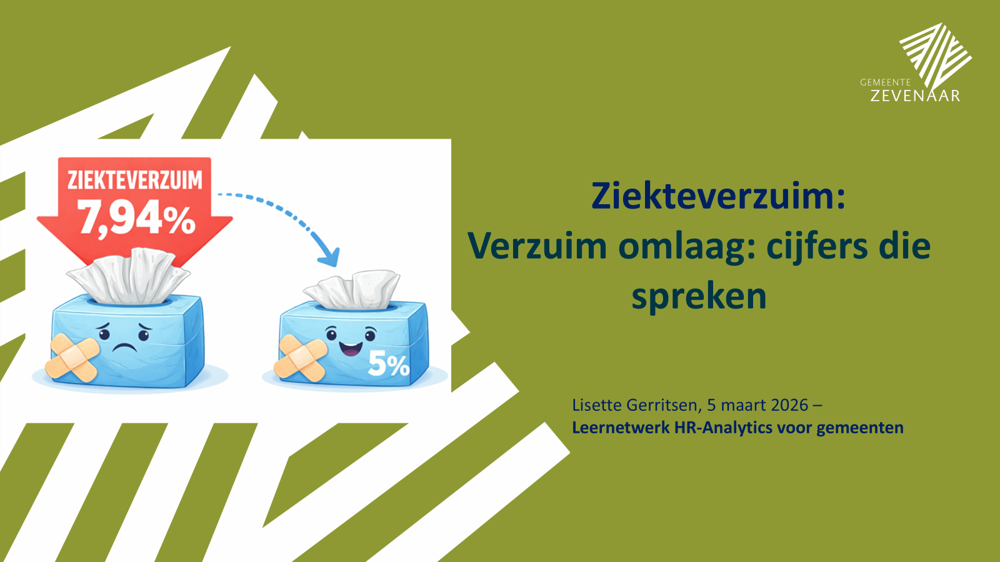 GEMEENTE
ZEVENAAR
ZIEKTEVERZUIM
7,94%
5%
Ziekteverzuim:
Verzuim omlaag: cijfers die
spreken
Lisette Gerritsen, 5 maart 2026 –
Leernetwerk HR-Analytics voor gemeenten